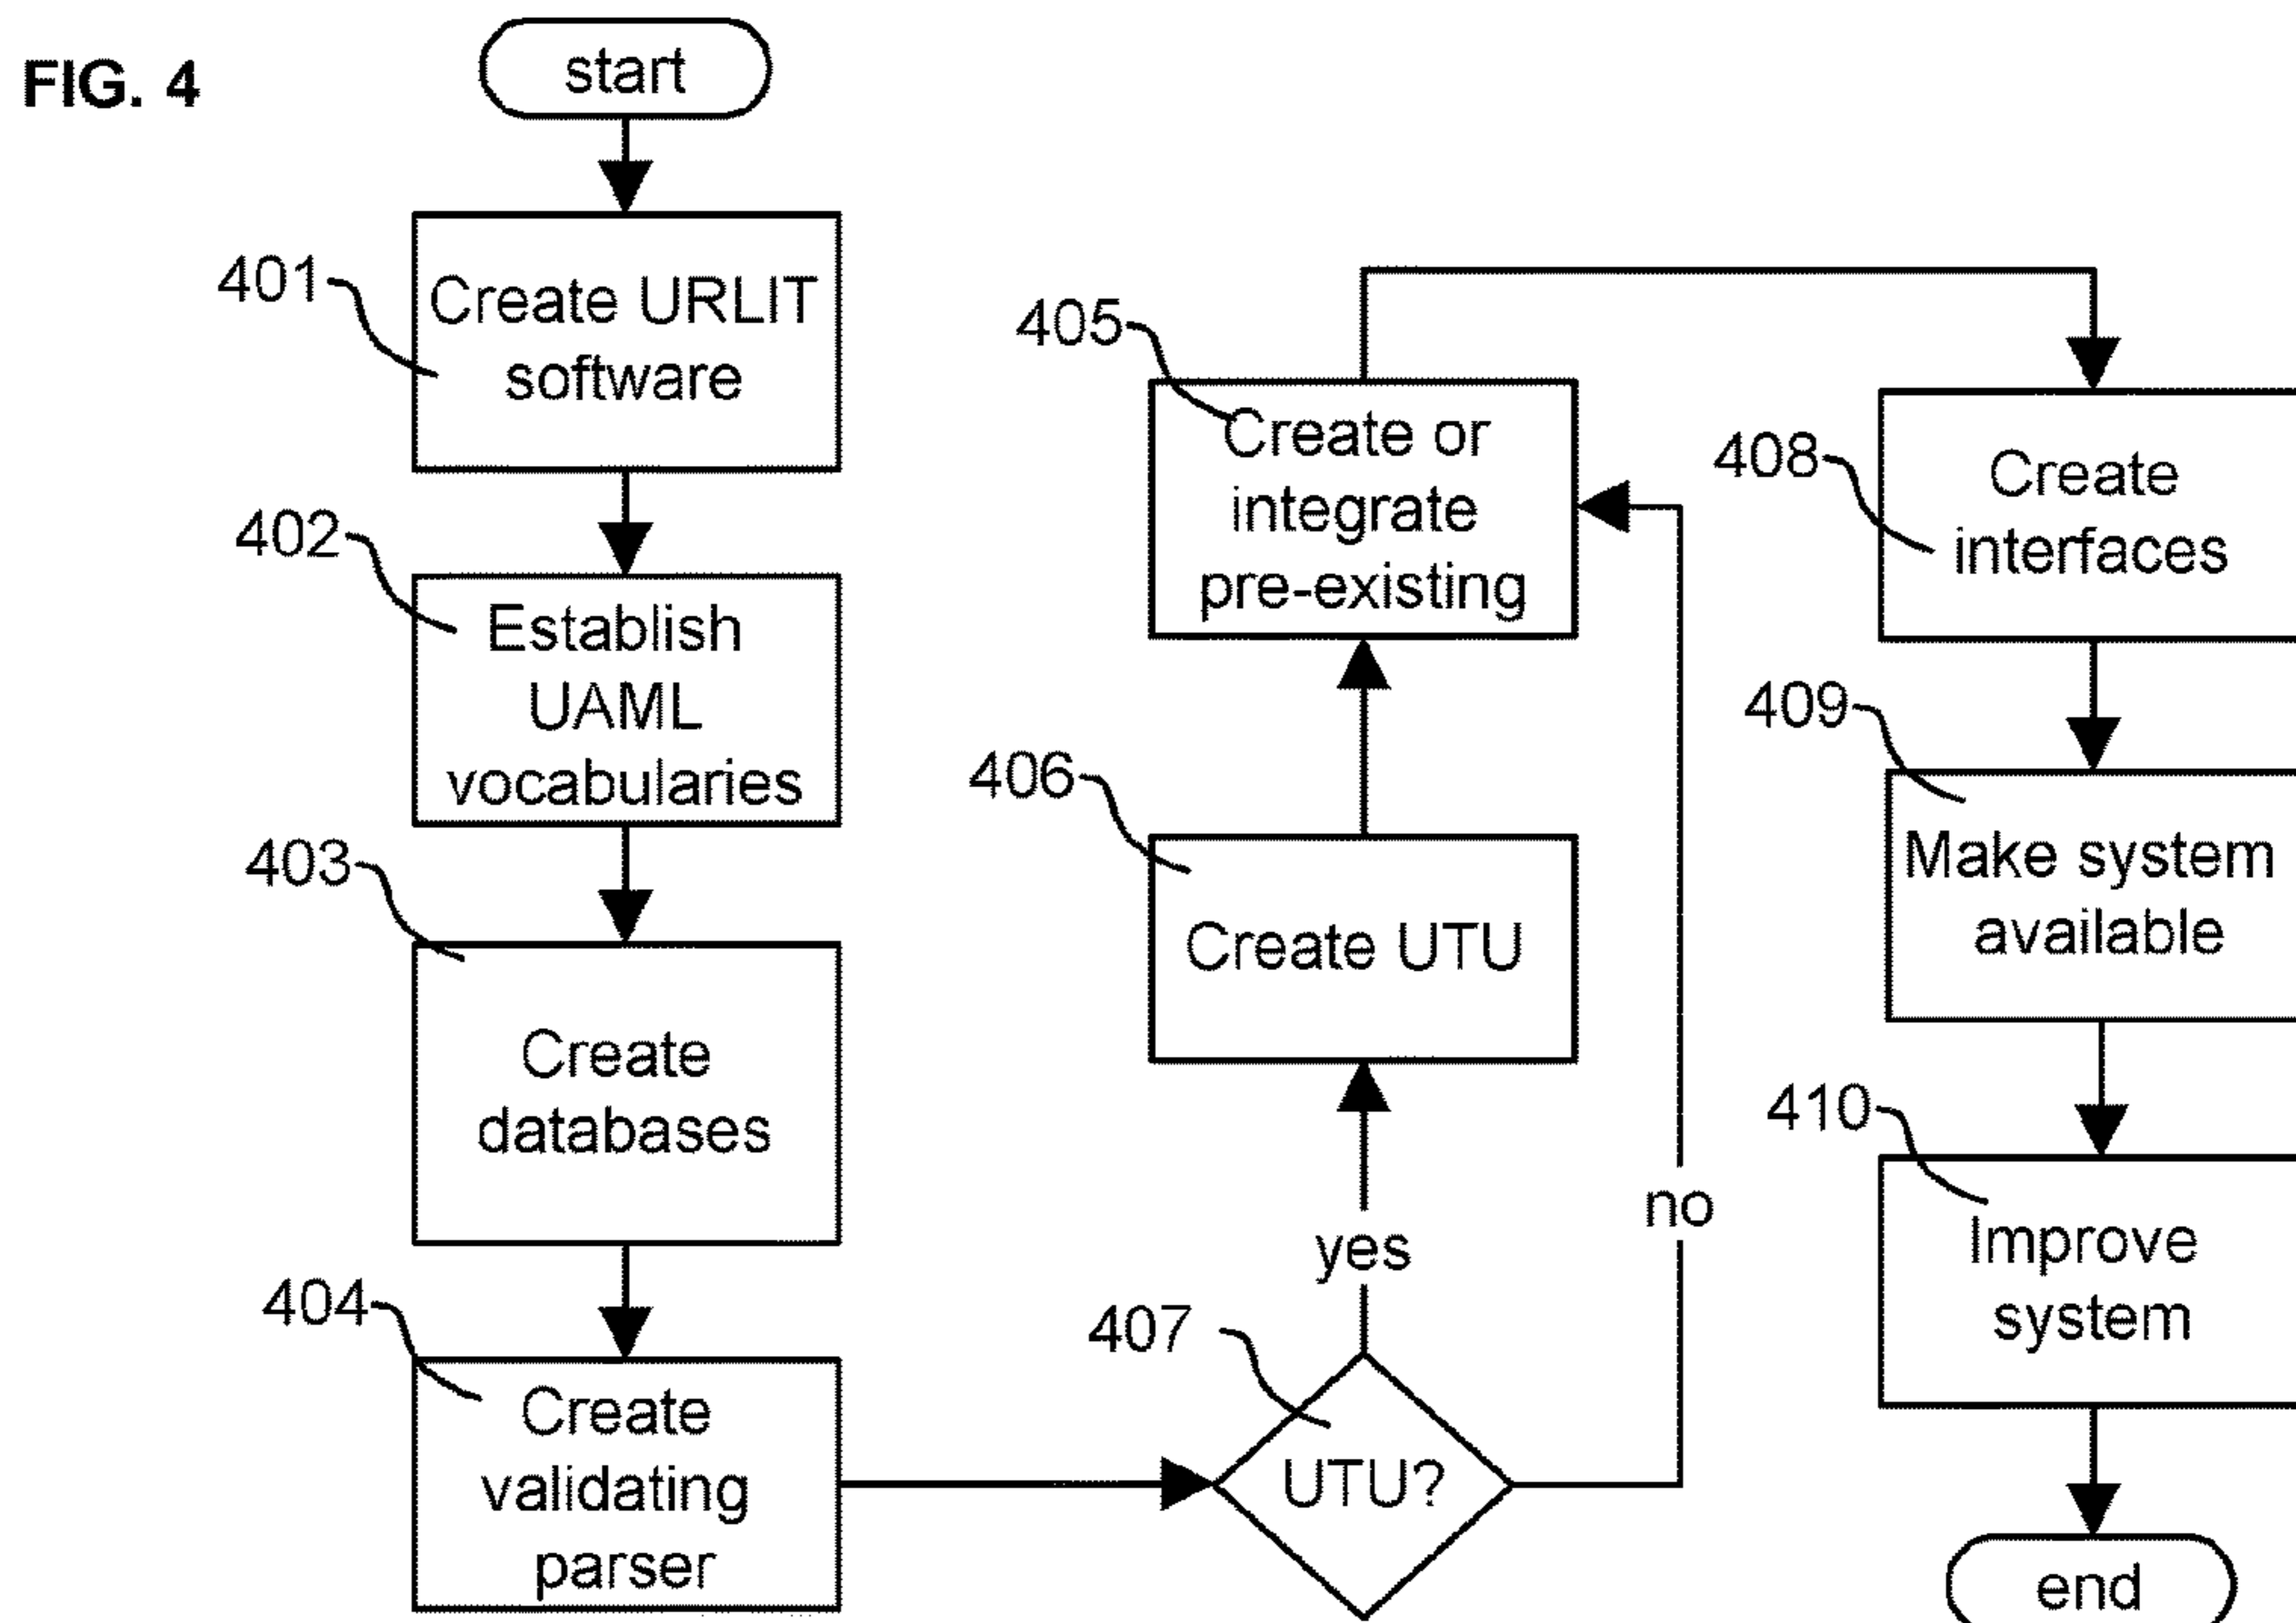 FIG. 4
start
401
Create URLIT
software
402
Establish
UAML
vocabularies
403
Create
databases
404
Create
validating
parser
405
Create or
integrate
pre-existing
406
Create UTU
yes
no
407
UTU?
408
Create
interfaces
409
Make system
available
410
Improve
system
end